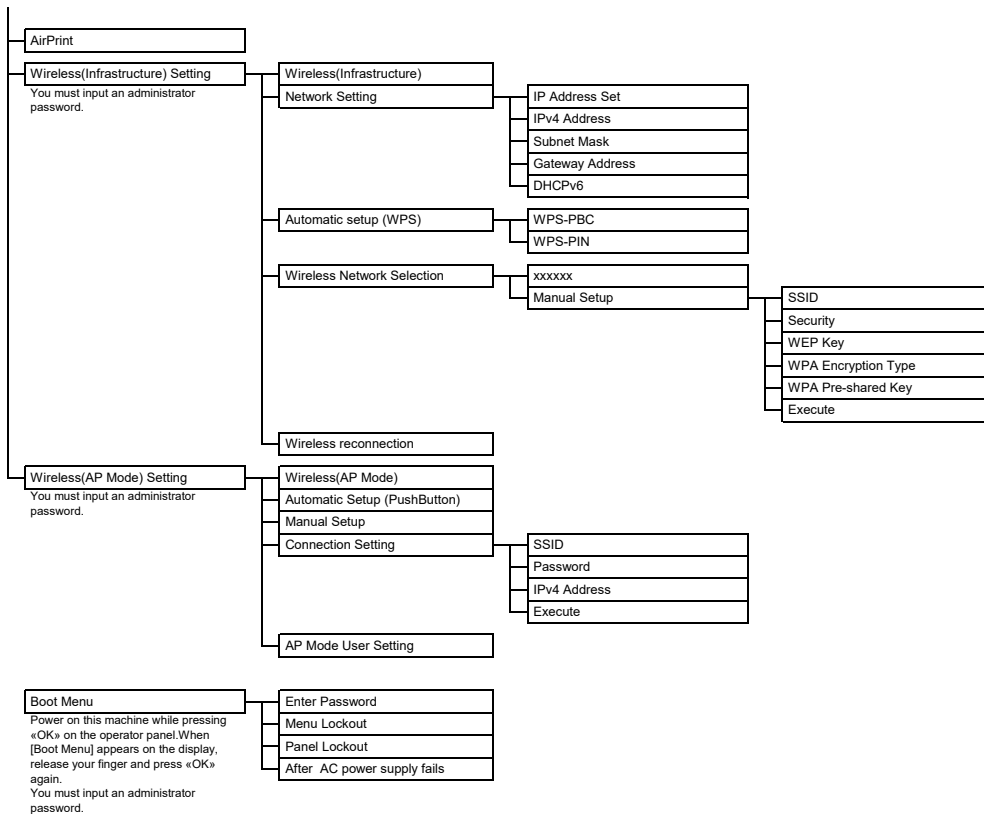 AirPrint
Wireless(Infrastructure) Setting
You must input an administrator
password.
Wireless(Infrastructure)
Network Setting
IP Address Set
IPv4 Address
Subnet Mask
Gateway Address
DHCPv6
Automatic setup (WPS)
WPS-PBC
WPS-PIN
Wireless Network Selection
xxxxxx
Manual Setup
SSID
Security
WEP Key
WPA Encryption Type
WPA Pre-shared Key
Execute
Wireless reconnection
Wireless(AP Mode) Setting
You must input an administrator
password.
Wireless(AP Mode)
Automatic Setup (PushButton)
Manual Setup
Connection Setting
SSID
Password
IPv4 Address
Execute
AP Mode User Setting
Boot Menu
Power on this machine while pressing
«OK» on the operator panel.When
[Boot Menu] appears on the display,
release your finger and press «OK»
again.
You must input an administrator
password.
Enter Password
Menu Lockout
Panel Lockout
After  AC power supply fails